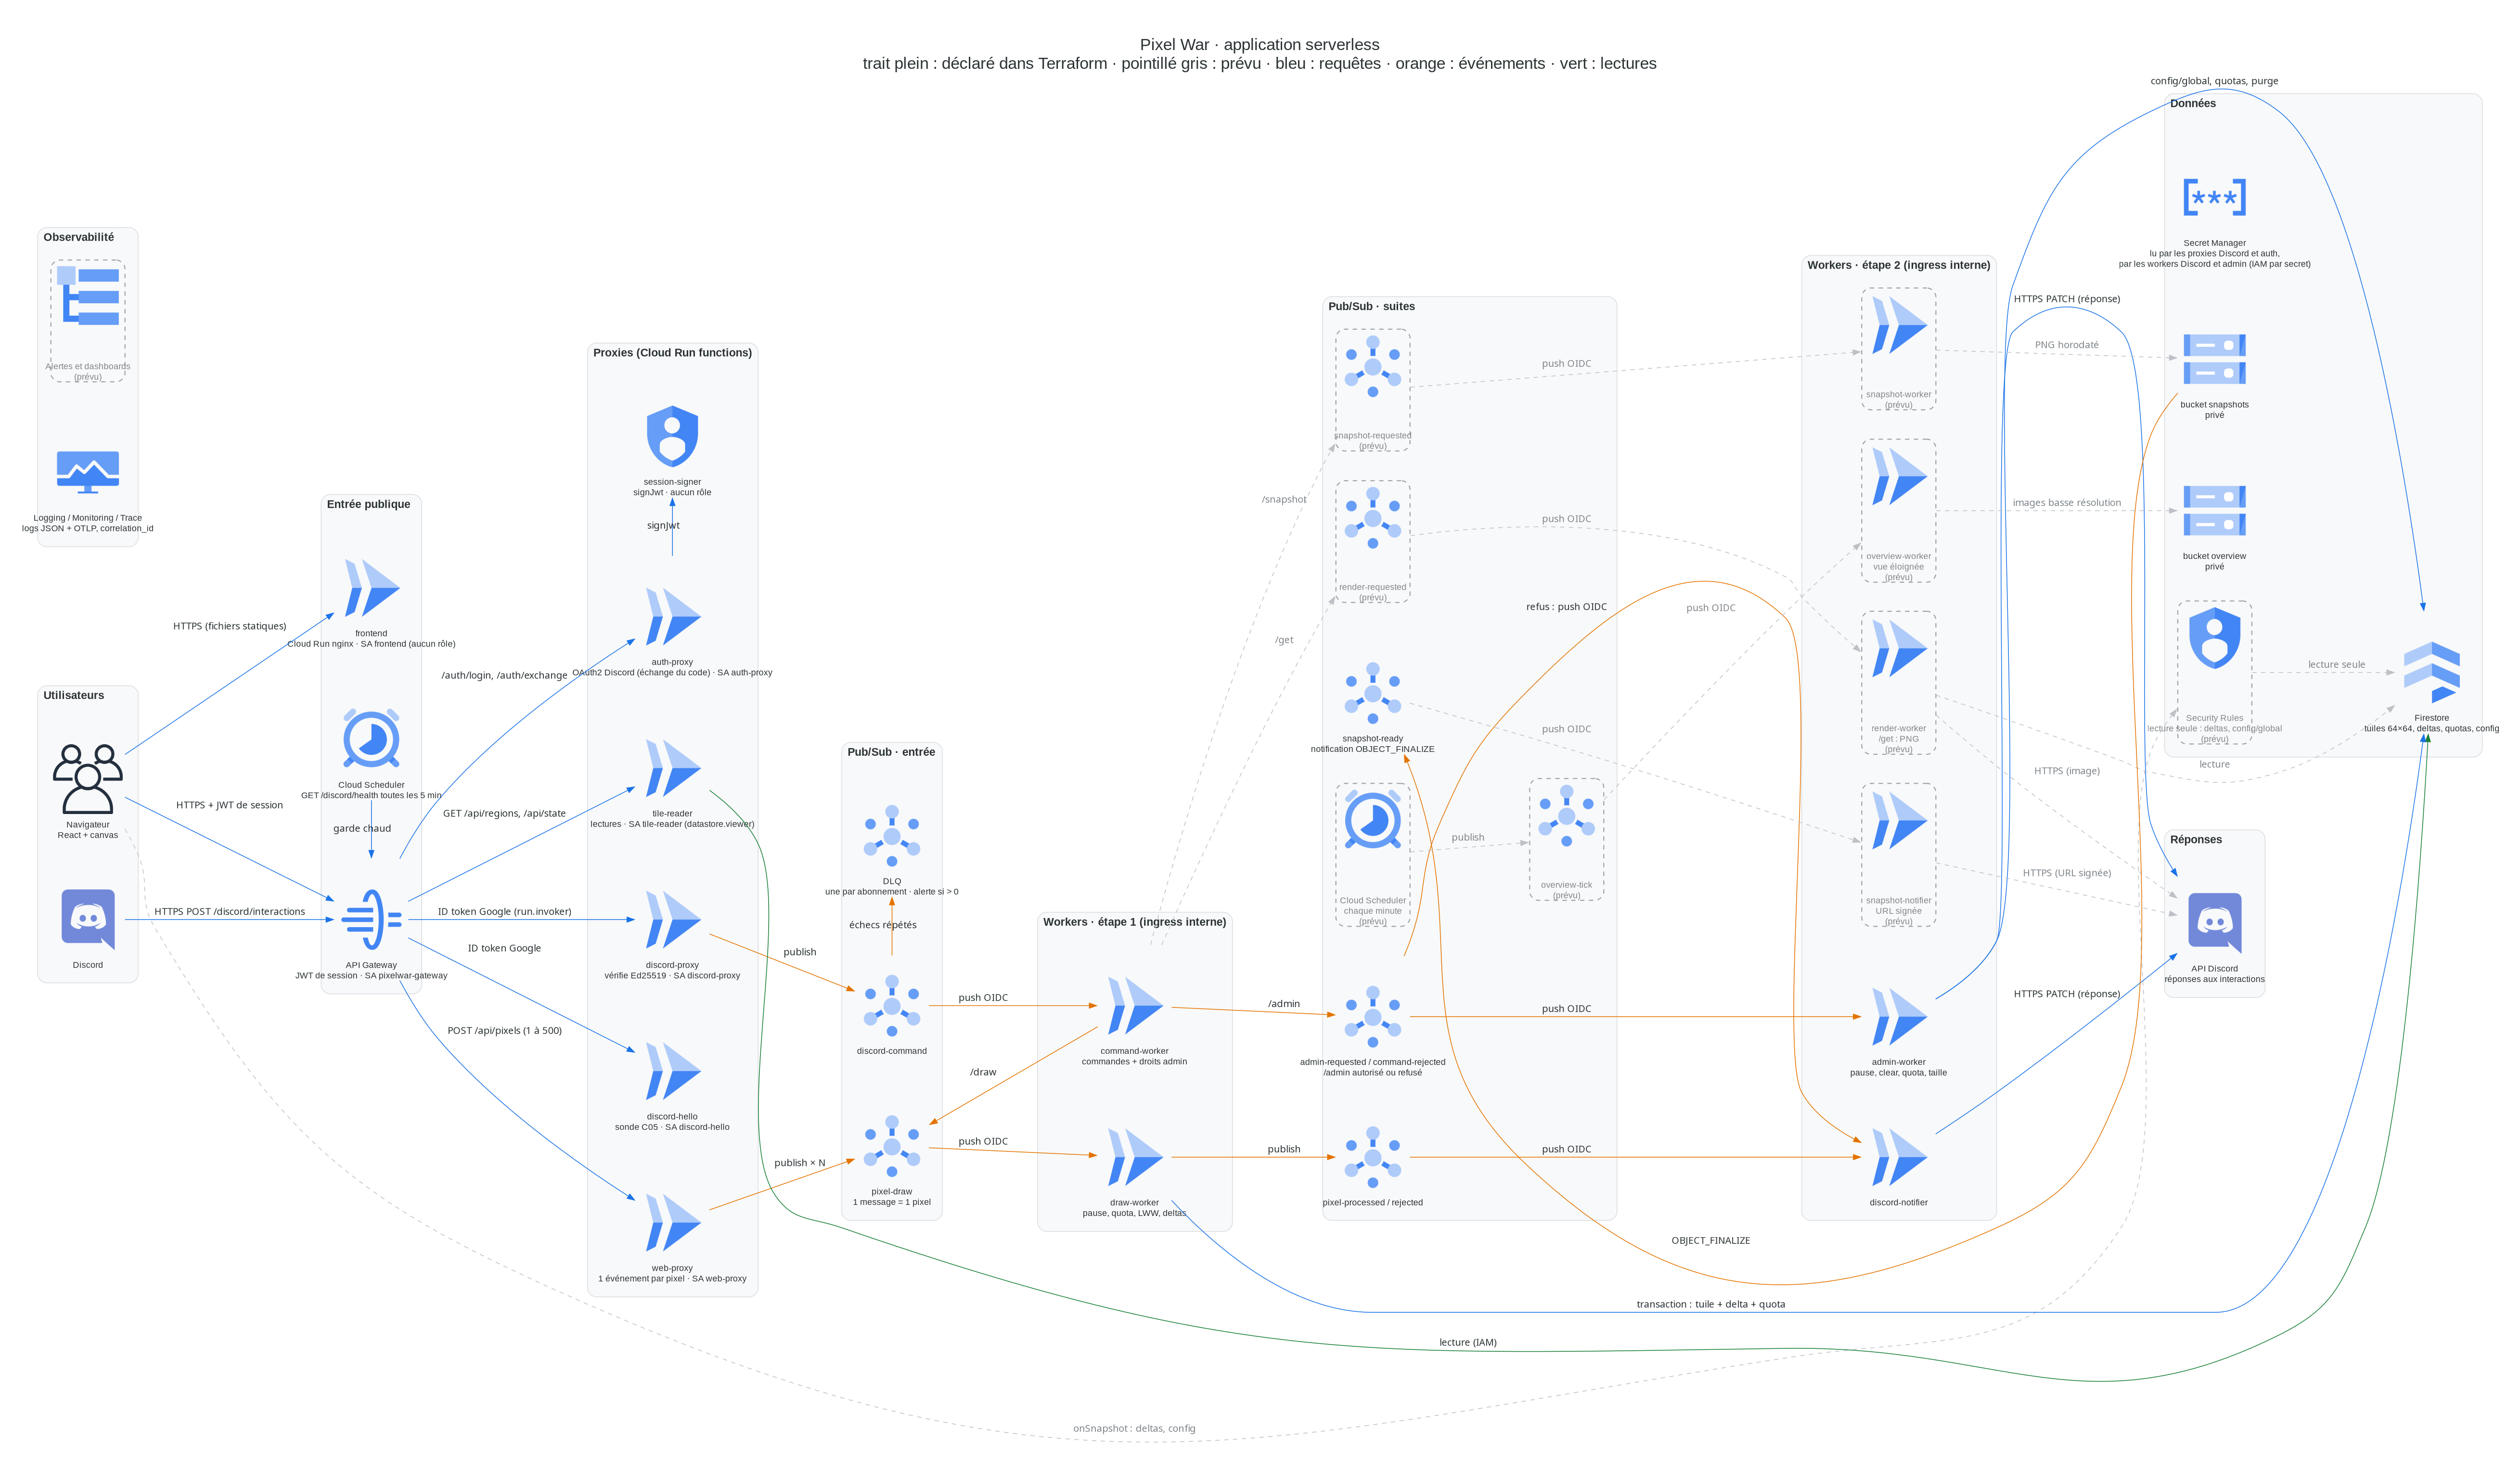 Pixel War · application serverless
trait plein : déclaré dans Terraform · pointillé gris : prévu · bleu : requêtes · orange : événements · vert : lectures
Observabilité
Alertes et dashboards
(prévu)
Logging / Monitoring / Trace
logs JSON + OTLP, correlation_id
Utilisateurs
Navigateur
React + canvas
Discord
HTTPS (fichiers statiques)
HTTPS + JWT de session
HTTPS POST /discord/interactions
Entrée publique
frontend
Cloud Run nginx · SA frontend (aucun rôle)
Cloud Scheduler
GET /discord/health toutes les 5 min
garde chaud
API Gateway
JWT de session · SA pixelwar-gateway
/auth/login, /auth/exchange
GET /api/regions, /api/state
ID token Google (run.invoker)
ID token Google
POST /api/pixels (1 à 500)
Proxies (Cloud Run functions)
session-signer
signJwt · aucun rôle
signJwt
auth-proxy
OAuth2 Discord (échange du code) · SA auth-proxy
tile-reader
lectures · SA tile-reader (datastore.viewer)
discord-proxy
vérifie Ed25519 · SA discord-proxy
discord-hello
sonde C05 · SA discord-hello
web-proxy
1 événement par pixel · SA web-proxy
publish
publish × N
Pub/Sub · entrée
DLQ
une par abonnement · alerte si > 0
échecs répétés
discord-command
pixel-draw
1 message = 1 pixel
push OIDC
/draw
push OIDC
Workers · étape 1 (ingress interne)
command-worker
commandes + droits admin
draw-worker
pause, quota, LWW, deltas
/snapshot
/get
/admin
publish
Pub/Sub · suites
snapshot-requested
(prévu)
render-requested
(prévu)
snapshot-ready
notification OBJECT_FINALIZE
Cloud Scheduler
chaque minute
(prévu)
publish
overview-tick
(prévu)
admin-requested / command-rejected
/admin autorisé ou refusé
pixel-processed / rejected
push OIDC
push OIDC
refus : push OIDC
push OIDC
push OIDC
push OIDC
push OIDC
OBJECT_FINALIZE
transaction : tuile + delta + quota
lecture (IAM)
onSnapshot : deltas, config
Workers · étape 2 (ingress interne)
snapshot-worker
(prévu)
overview-worker
vue éloignée
(prévu)
render-worker
/get : PNG
(prévu)
snapshot-notifier
URL signée
(prévu)
admin-worker
pause, clear, quota, taille
discord-notifier
config/global, quotas, purge
HTTPS PATCH (réponse)
PNG horodaté
images basse résolution
HTTPS (image)
HTTPS (URL signée)
HTTPS PATCH (réponse)
Données
Secret Manager
lu par les proxies Discord et auth,
par les workers Discord et admin (IAM par secret)
bucket snapshots
privé
bucket overview
privé
Security Rules
lecture seule : deltas, config/global
(prévu)
lecture seule
lecture
Firestore
tuiles 64×64, deltas, quotas, config
Réponses
API Discord
réponses aux interactions